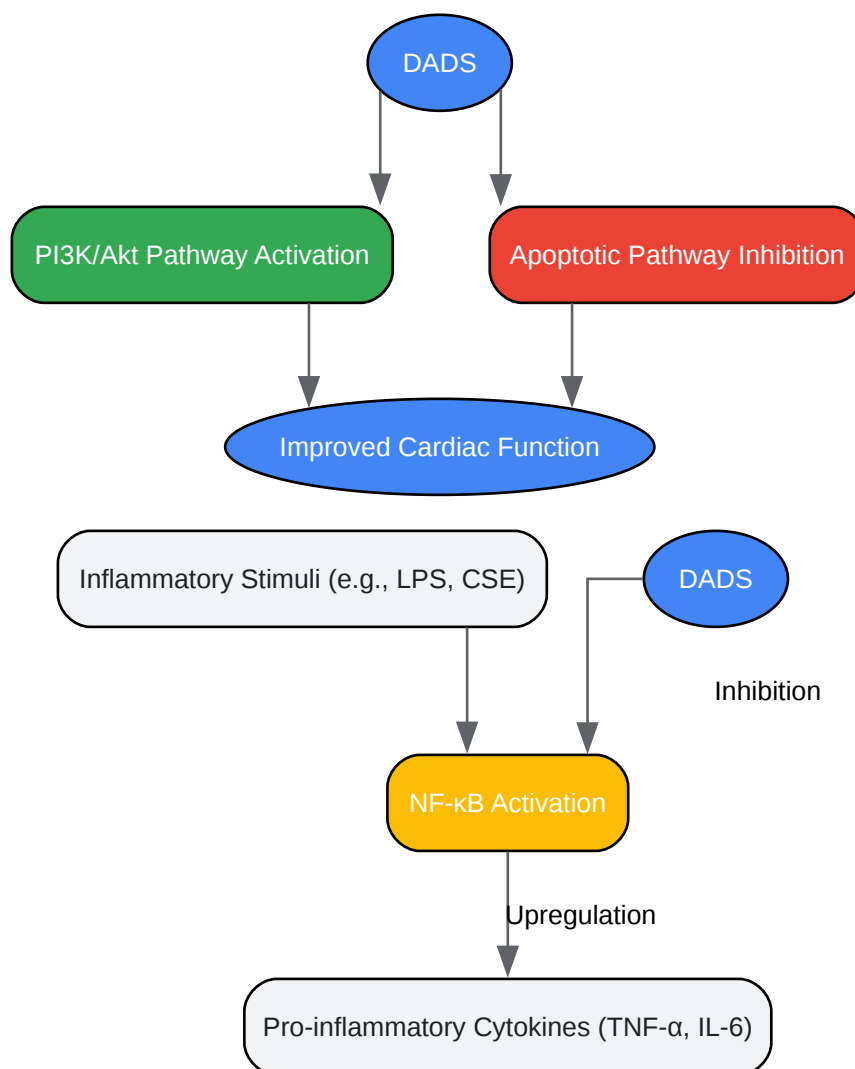 DADS
PI3K/Akt Pathway Activation
Apoptotic Pathway Inhibition
Improved Cardiac Function
Inflammatory Stimuli (e.g., LPS, CSE)
DADS
Inhibition
NF-κB Activation
Upregulation
Pro-inflammatory Cytokines (TNF-α, IL-6)